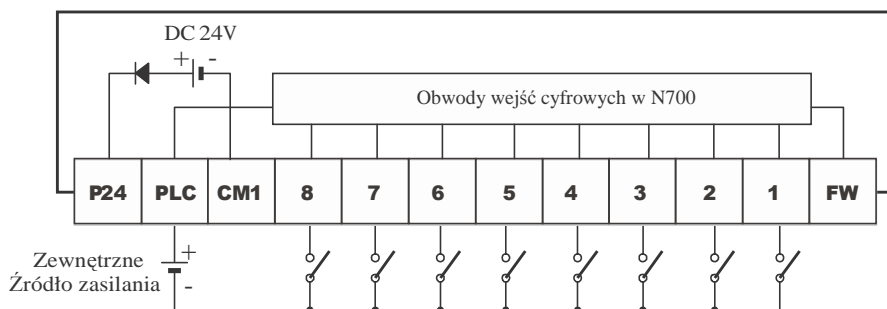 DC 24V
+ -
Obwody wejść cyfrowych w N700
P24 PLC CM1 8 7 6 5 4 3 2 1 FW
+
Zewnętrzne
Źródło zasilania
-